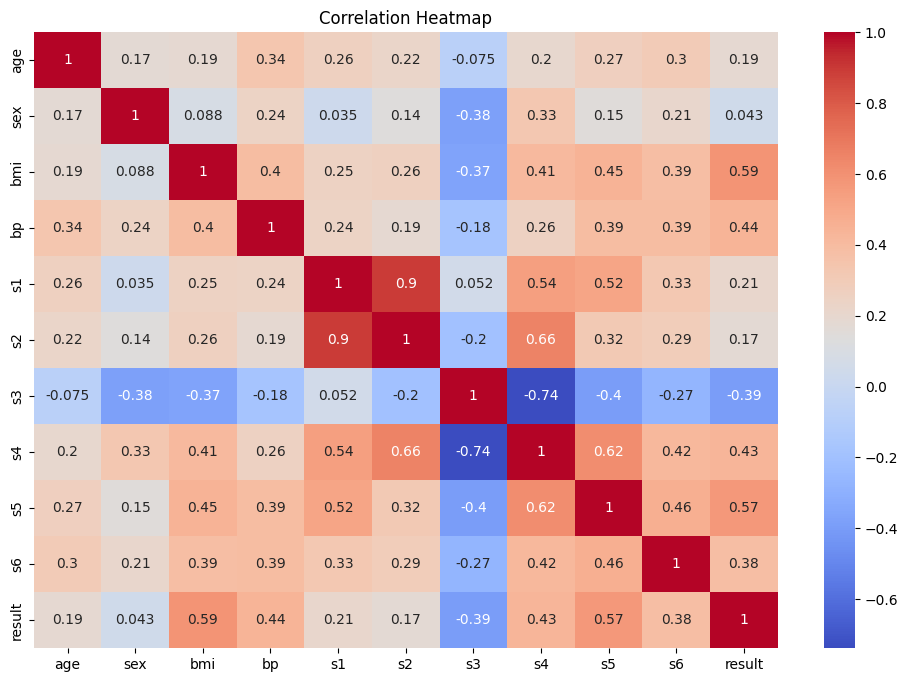 Correlation Heatmap
age 1 0.17 0.19 0.34 0.26 0.22 -0.075 0.2 0.27 0.3 0.19
sex 0.17 1 0.088 0.24 0.035 0.14 -0.38 0.33 0.15 0.21 0.043
bmi 0.19 0.088 1 0.4 0.25 0.26 -0.37 0.41 0.45 0.39 0.59
bp 0.34 0.24 0.4 1 0.24 0.19 -0.18 0.26 0.39 0.39 0.44
s1 0.26 0.035 0.25 0.24 1 0.9 0.052 0.54 0.52 0.33 0.21
s2 0.22 0.14 0.26 0.19 0.9 1 -0.2 0.66 0.32 0.29 0.17
s3 -0.075 -0.38 -0.37 -0.18 0.052 -0.2 1 -0.74 -0.4 -0.27 -0.39
s4 0.2 0.33 0.41 0.26 0.54 0.66 -0.74 1 0.62 0.42 0.43
s5 0.27 0.15 0.45 0.39 0.52 0.32 -0.4 0.62 1 0.46 0.57
s6 0.3 0.21 0.39 0.39 0.33 0.29 -0.27 0.42 0.46 1 0.38
result 0.19 0.043 0.59 0.44 0.21 0.17 -0.39 0.43 0.57 0.38 1
age sex bmi bp s1 s2 s3 s4 s5 s6 result
1.0
0.8
0.6
0.4
0.2
0.0
−0.2
−0.4
−0.6